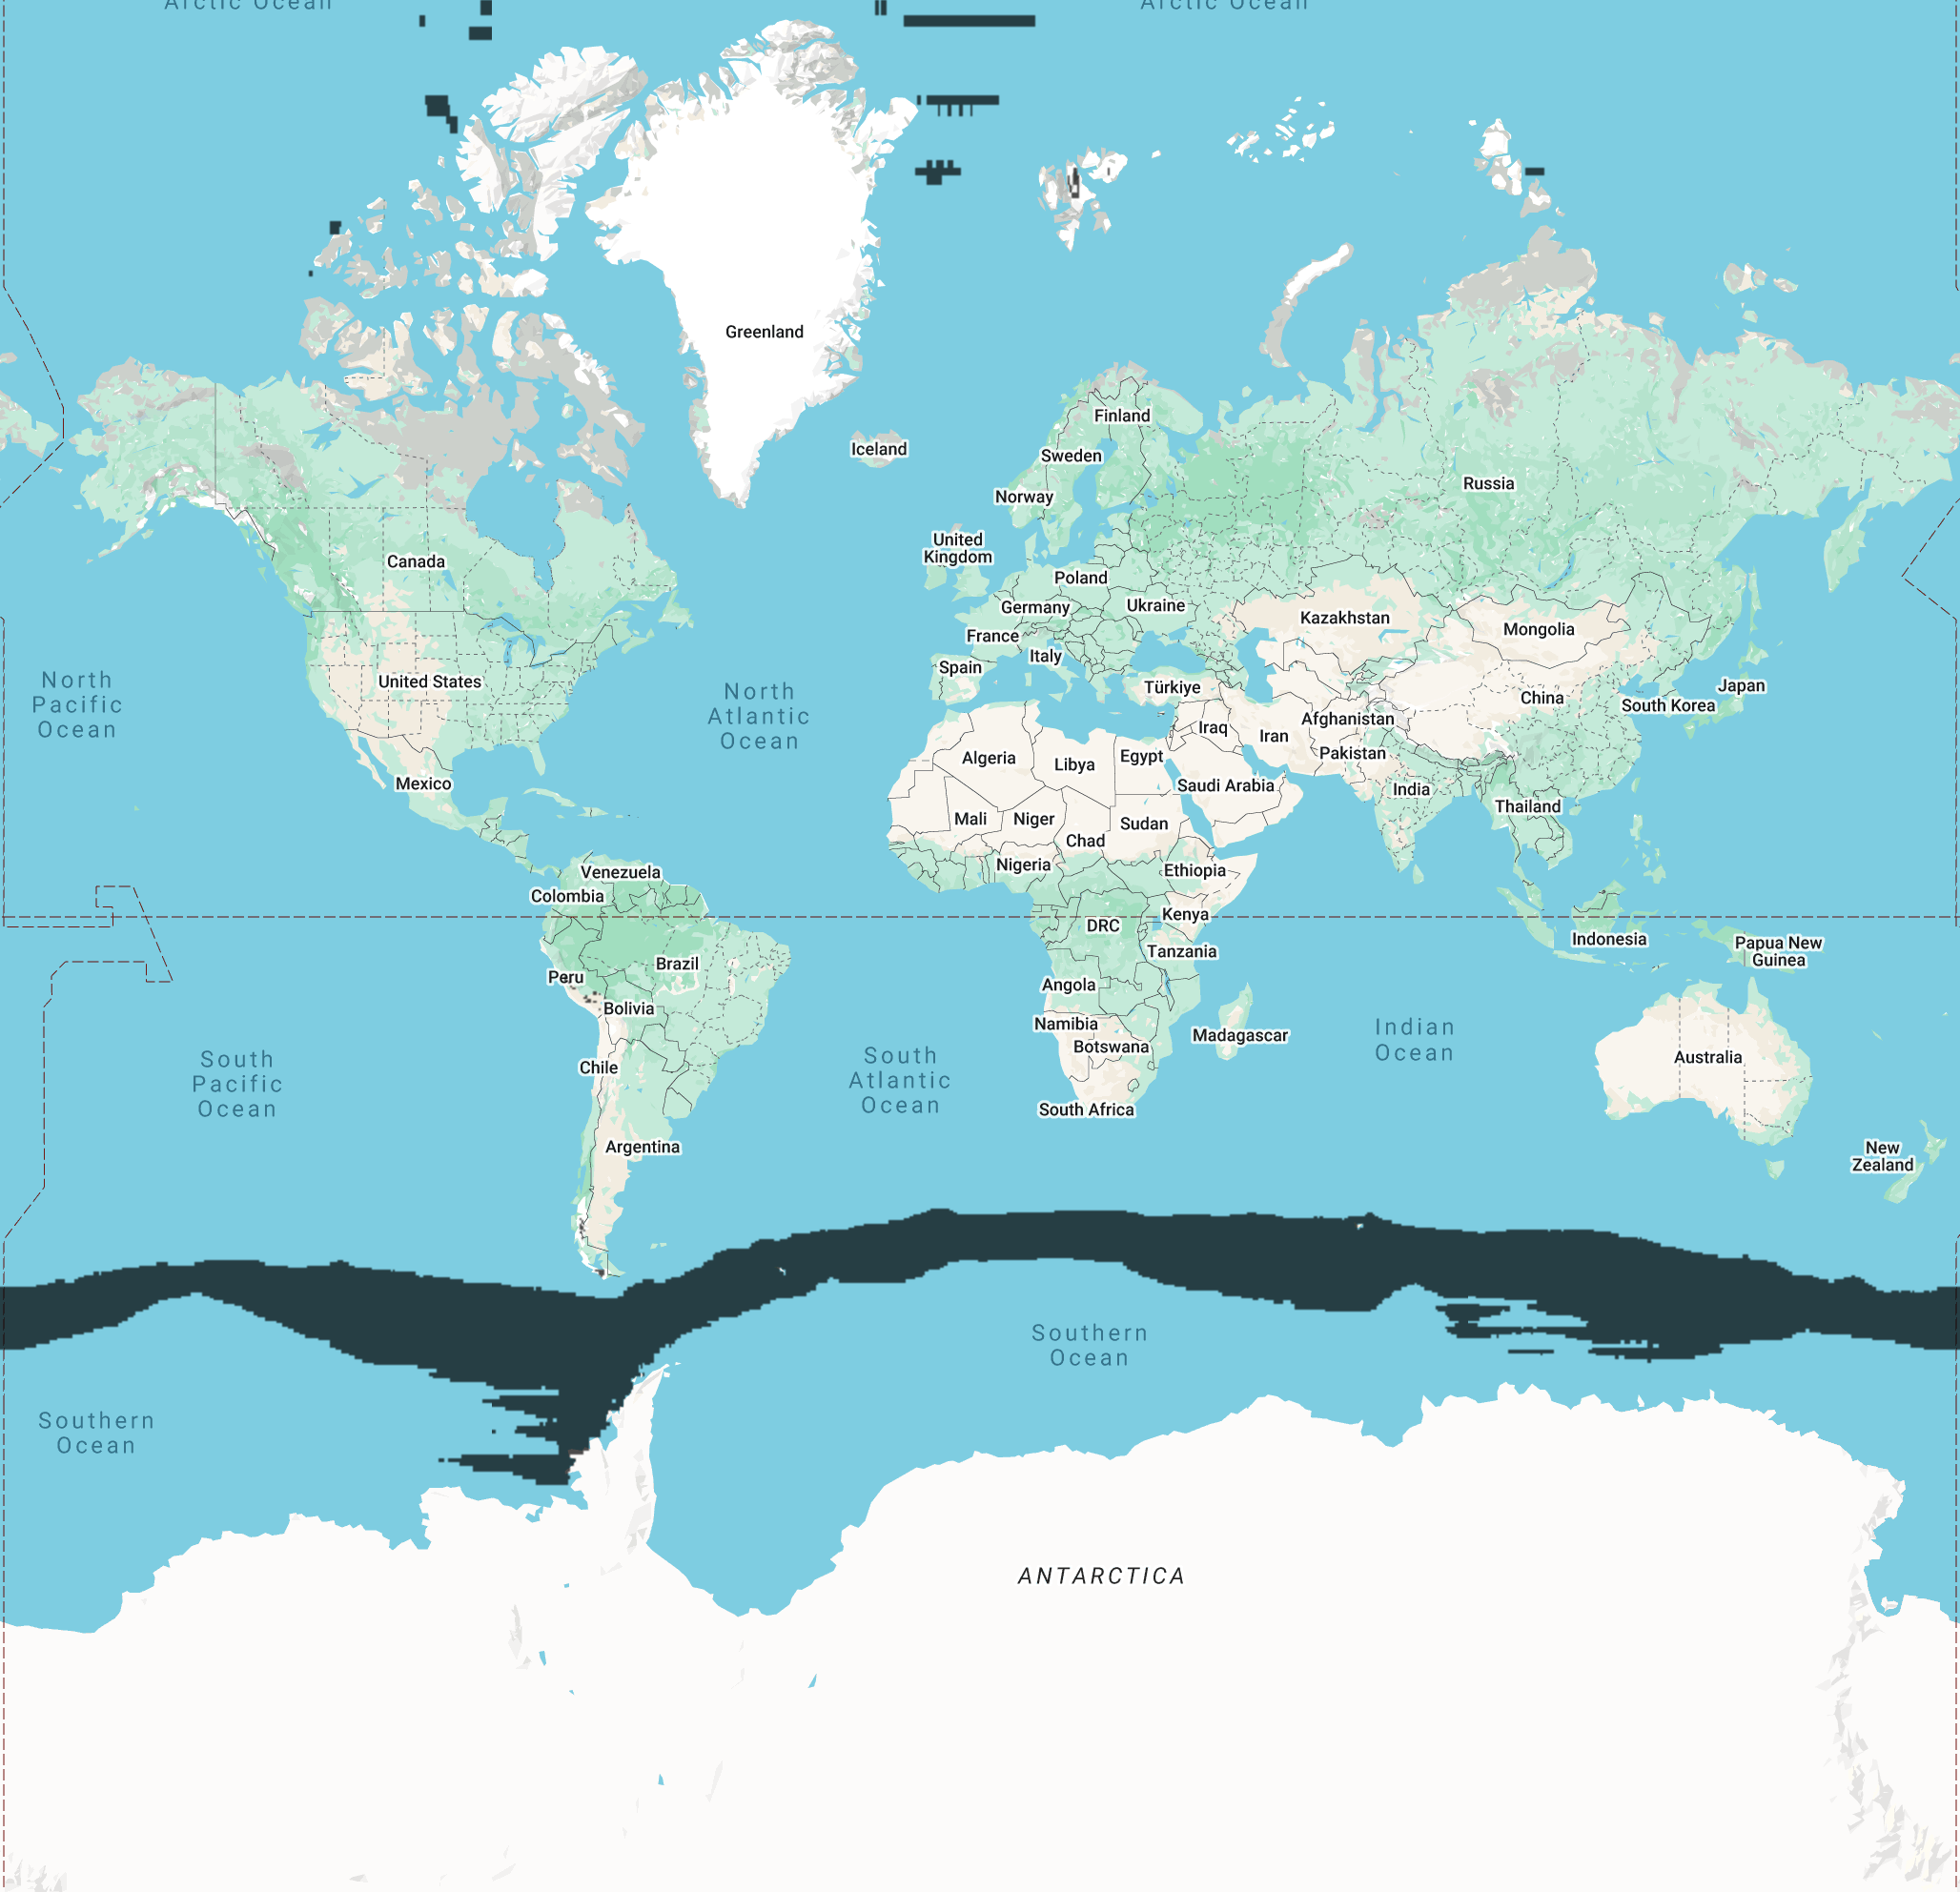 Arctic Ocean
Arctic Ocean
Greenland
Iceland
Finland
Sweden
Norway
Russia
United
Kingdom
Canada
Poland
Germany
Ukraine
France
Italy
Spain
Kazakhstan
Mongolia
United States
Türkiye
China
Japan
South Korea
North
Pacific
Ocean
North
Atlantic
Ocean
Iraq
Iran
Afghanistan
Pakistan
Algeria
Libya
Egypt
Saudi Arabia
India
Mexico
Mali
Niger
Chad
Sudan
Thailand
Venezuela
Colombia
Nigeria
Ethiopia
Kenya
DRC
Tanzania
Indonesia
Papua New
Guinea
Brazil
Peru
Bolivia
Angola
Namibia
Botswana
Madagascar
Indian
Ocean
Australia
Chile
South
Pacific
Ocean
South
Atlantic
Ocean
South Africa
Argentina
New
Zealand
Southern
Ocean
Southern
Ocean
ANTARCTICA